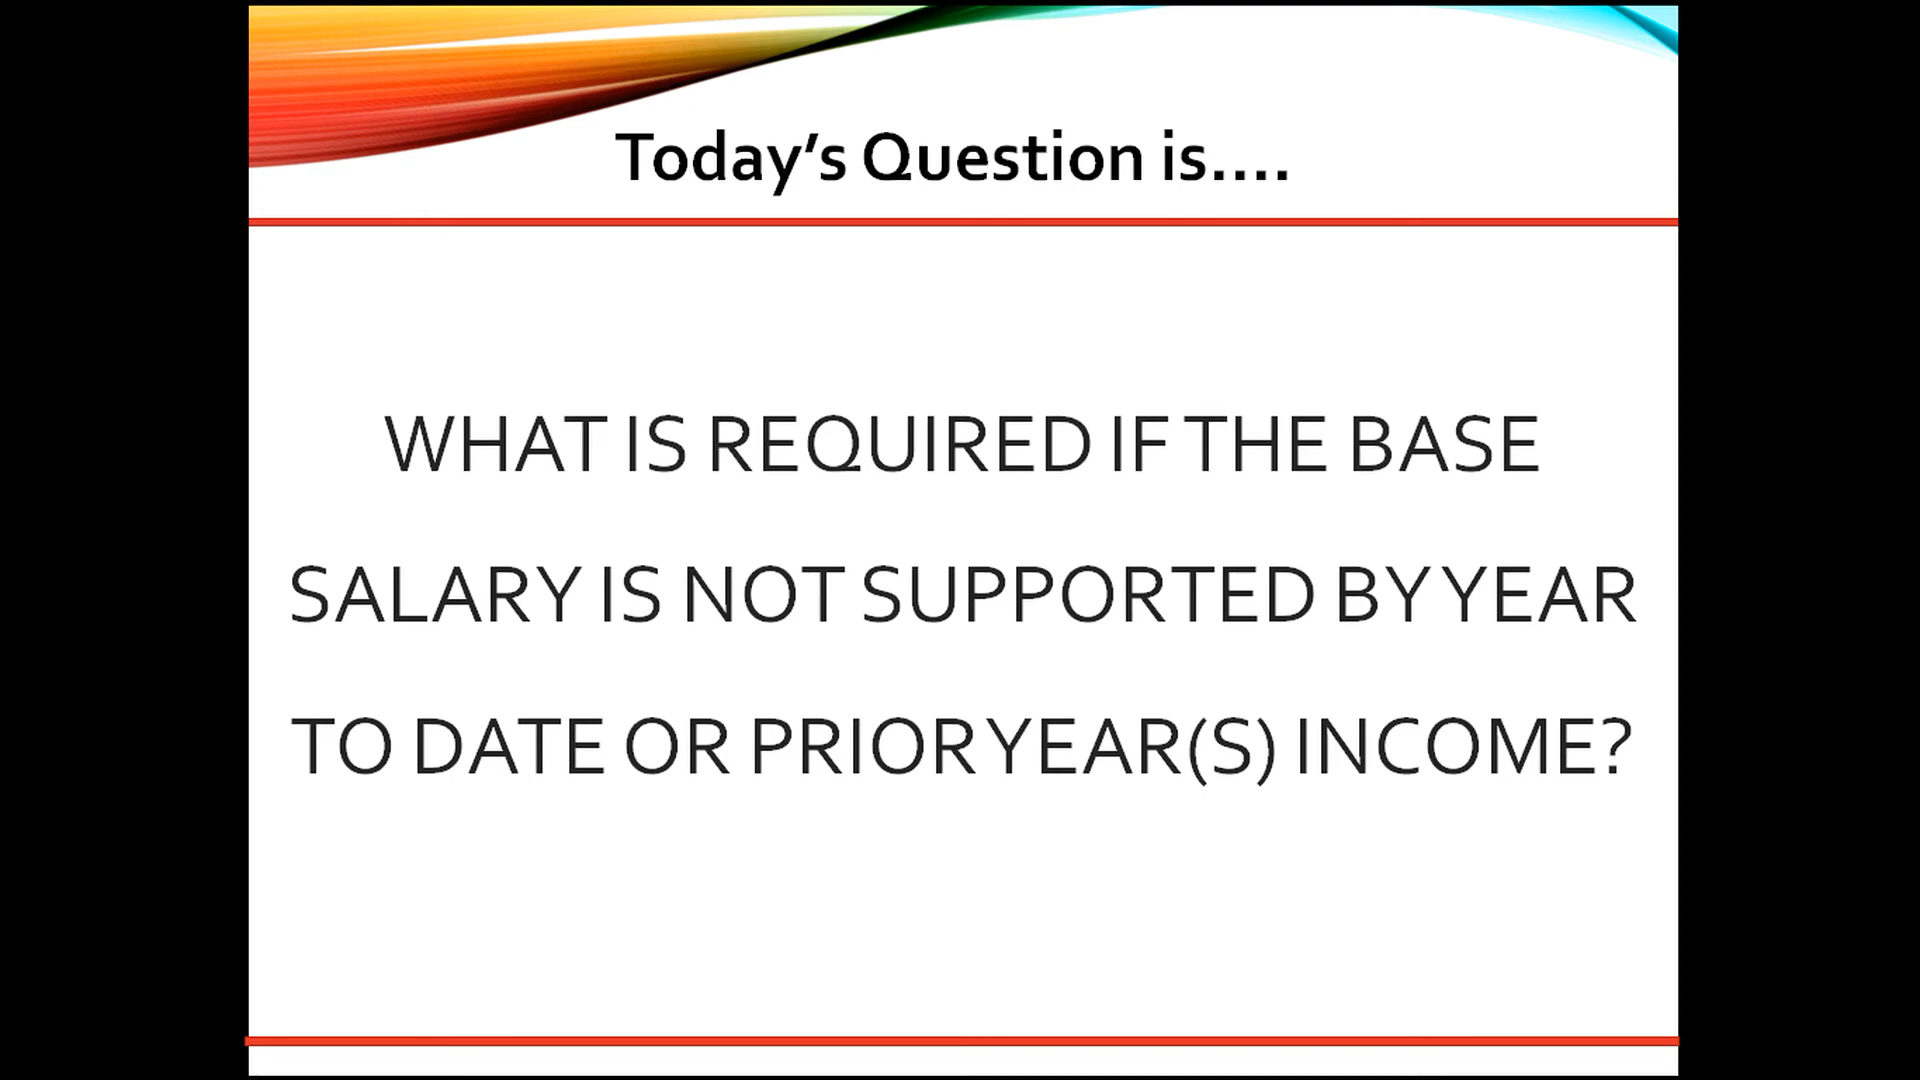 Today’s Question is....
WHAT IS REQUIRED IF THE BASE
SALARY IS NOT SUPPORTED BY YEAR
TO DATE OR PRIOR YEAR(S) INCOME?